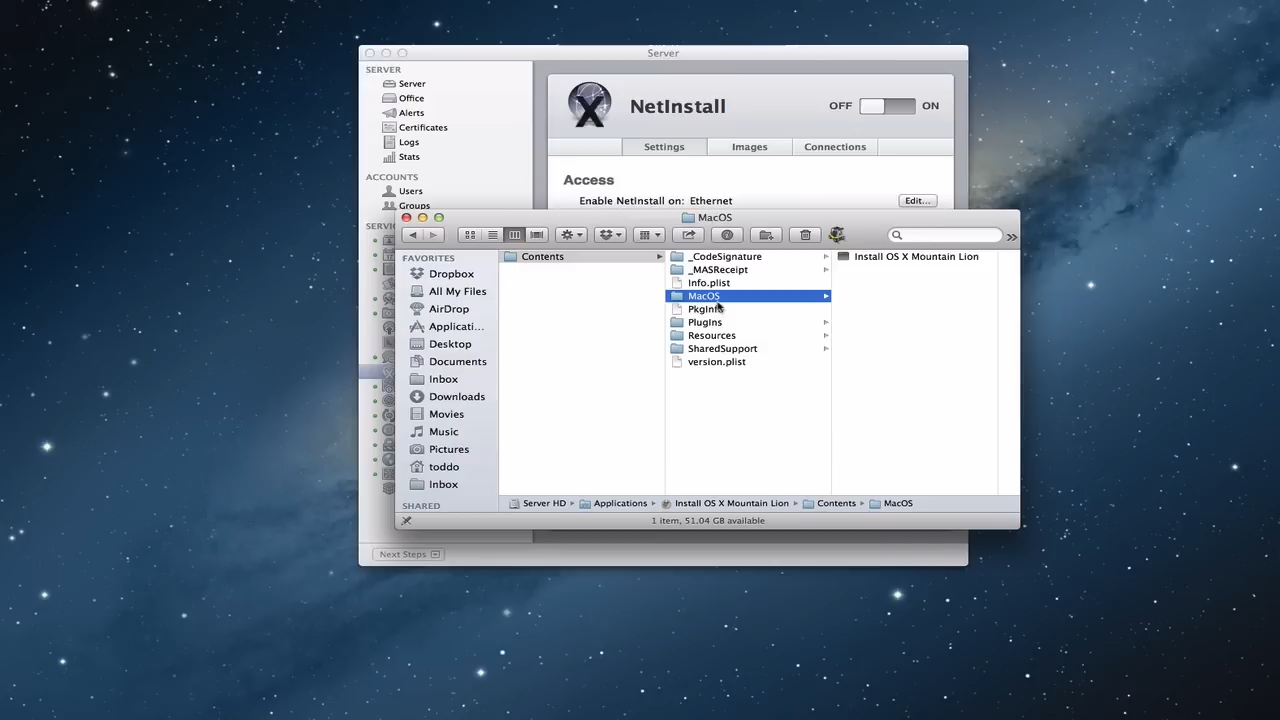 Server
SERVER
Server
Office
Alerts
Certificates
Logs
Stats
ACCOUNTS
Users
Groups
NetInstall
OFF ON
Settings Images Connections
Access
Enable NetInstall on: Ethernet Edit...
MacOS
FAVORITES
Dropbox
All My Files
AirDrop
Applicati...
Desktop
Documents
Inbox
Downloads
Movies
Music
Pictures
toddo
Inbox
SHARED
Contents
_CodeSignature
_MASReceipt
Info.plist
MacOS
PkgInfo
PlugIns
Resources
SharedSupport
version.plist
Install OS X Mountain Lion
Server HD Applications Install OS X Mountain Lion Contents MacOS
1 item, 51.04 GB available
Next Steps